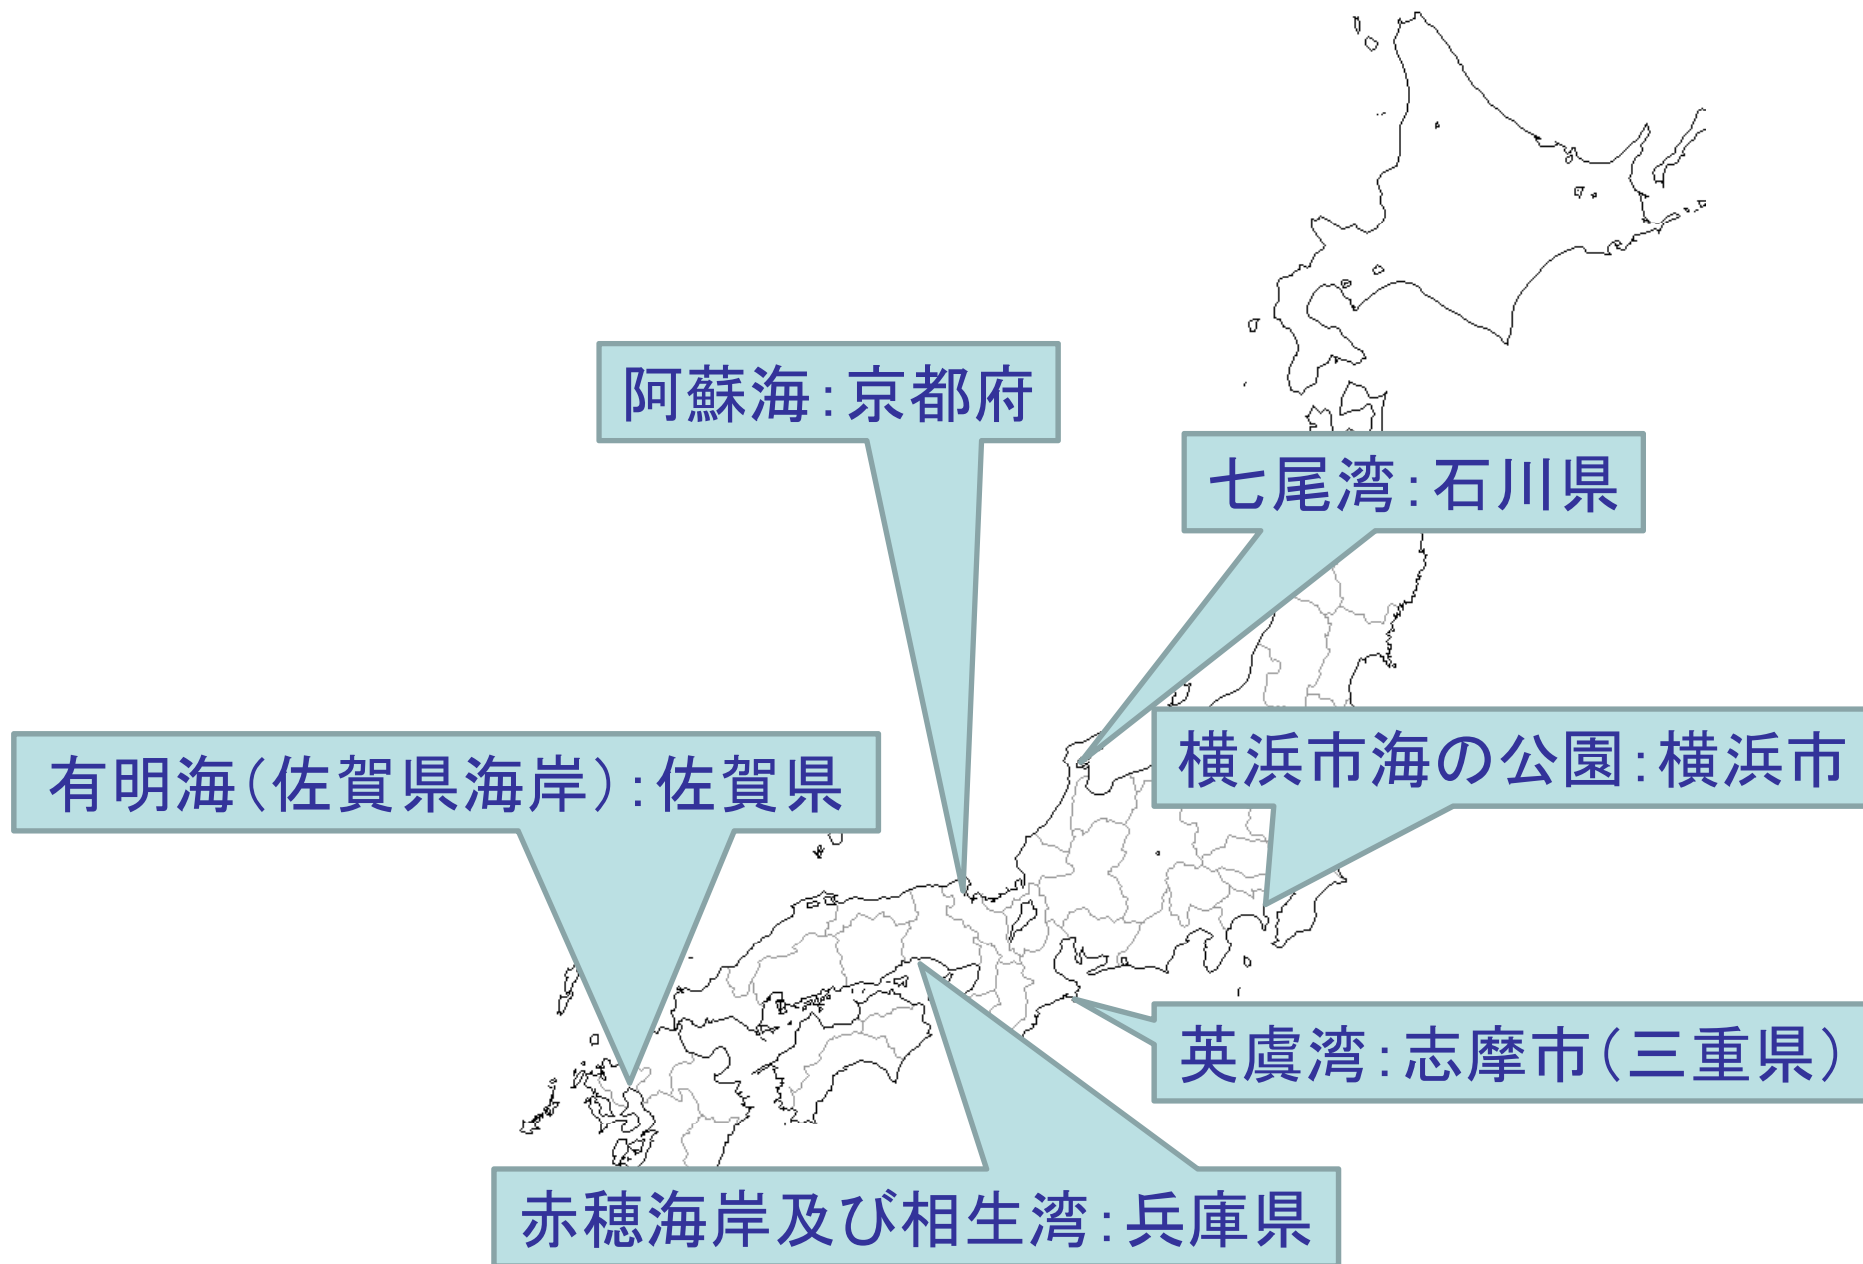 阿蘇海：京都府
七尾湾：石川県
横浜市海の公園：横浜市
有明海（佐賀県海岸）：佐賀県
英虞湾：志摩市（三重県）
赤穂海岸及び相生湾：兵庫県